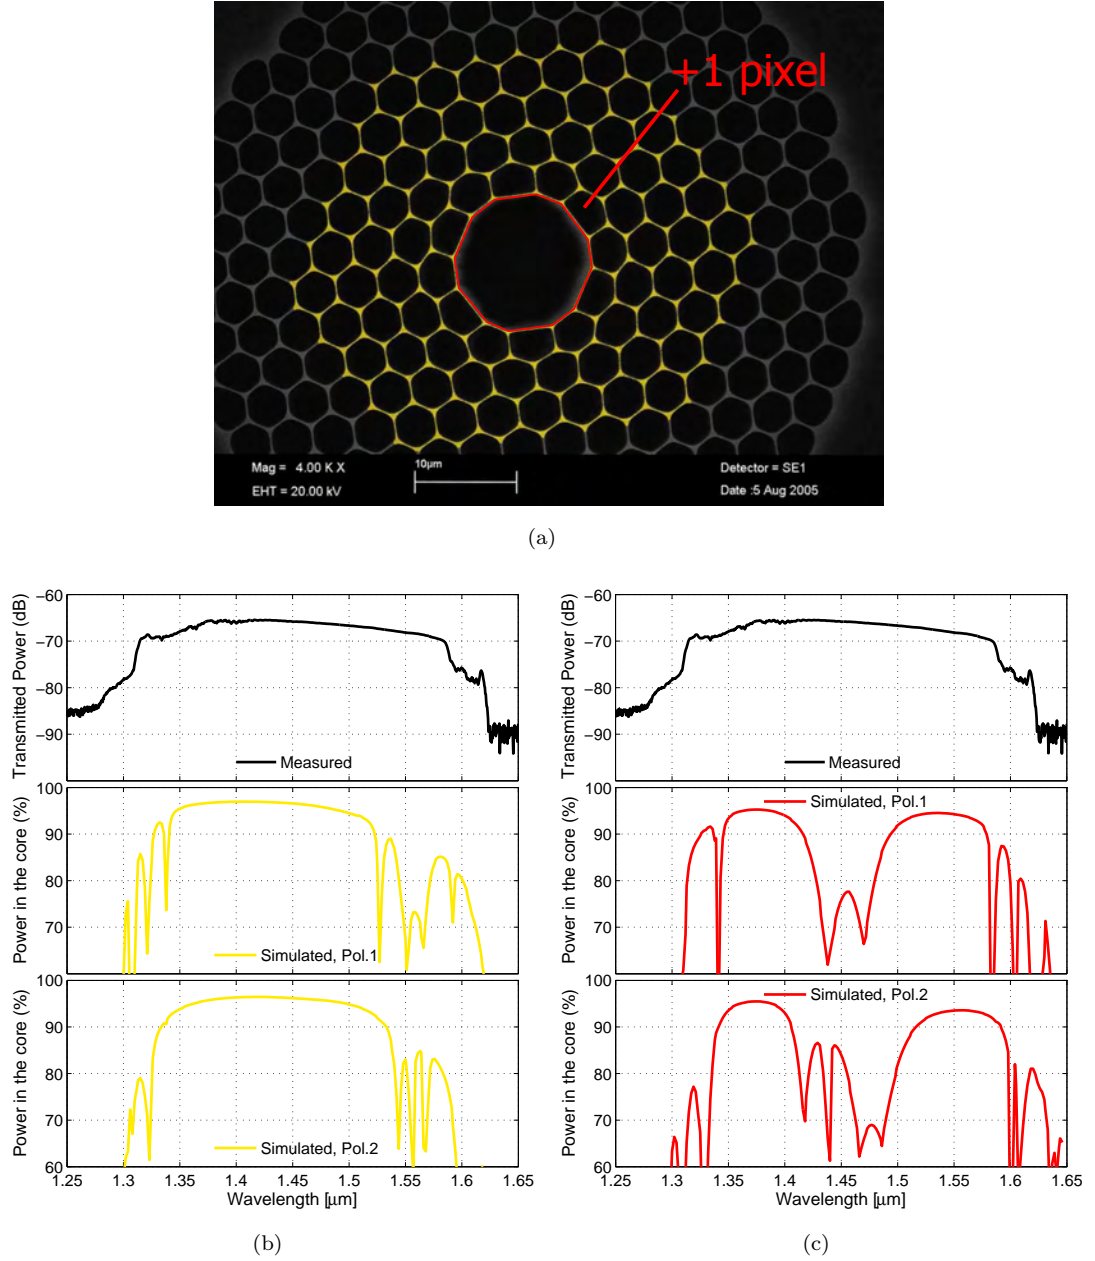 +1 pixel
Mag = 4.00 K X
10µm
Detector = SE1
EHT = 20.00 kV
Date :5 Aug 2005
(a)
Transmitted Power (dB)
−60
−70
−80
−90
Measured
Power in the core (%)
100
90
80
70
Simulated, Pol.1
Power in the core (%)
100
90
80
70
60
Simulated, Pol.2
1.25 1.3 1.35 1.4 1.45 1.5 1.55 1.6 1.65
Wavelength [µm]
(b)
Transmitted Power (dB)
−60
−70
−80
−90
Measured
Power in the core (%)
100
90
80
70
Simulated, Pol.1
Power in the core (%)
100
90
80
70
60
Simulated, Pol.2
1.25 1.3 1.35 1.4 1.45 1.5 1.55 1.6 1.65
Wavelength [µm]
(c)